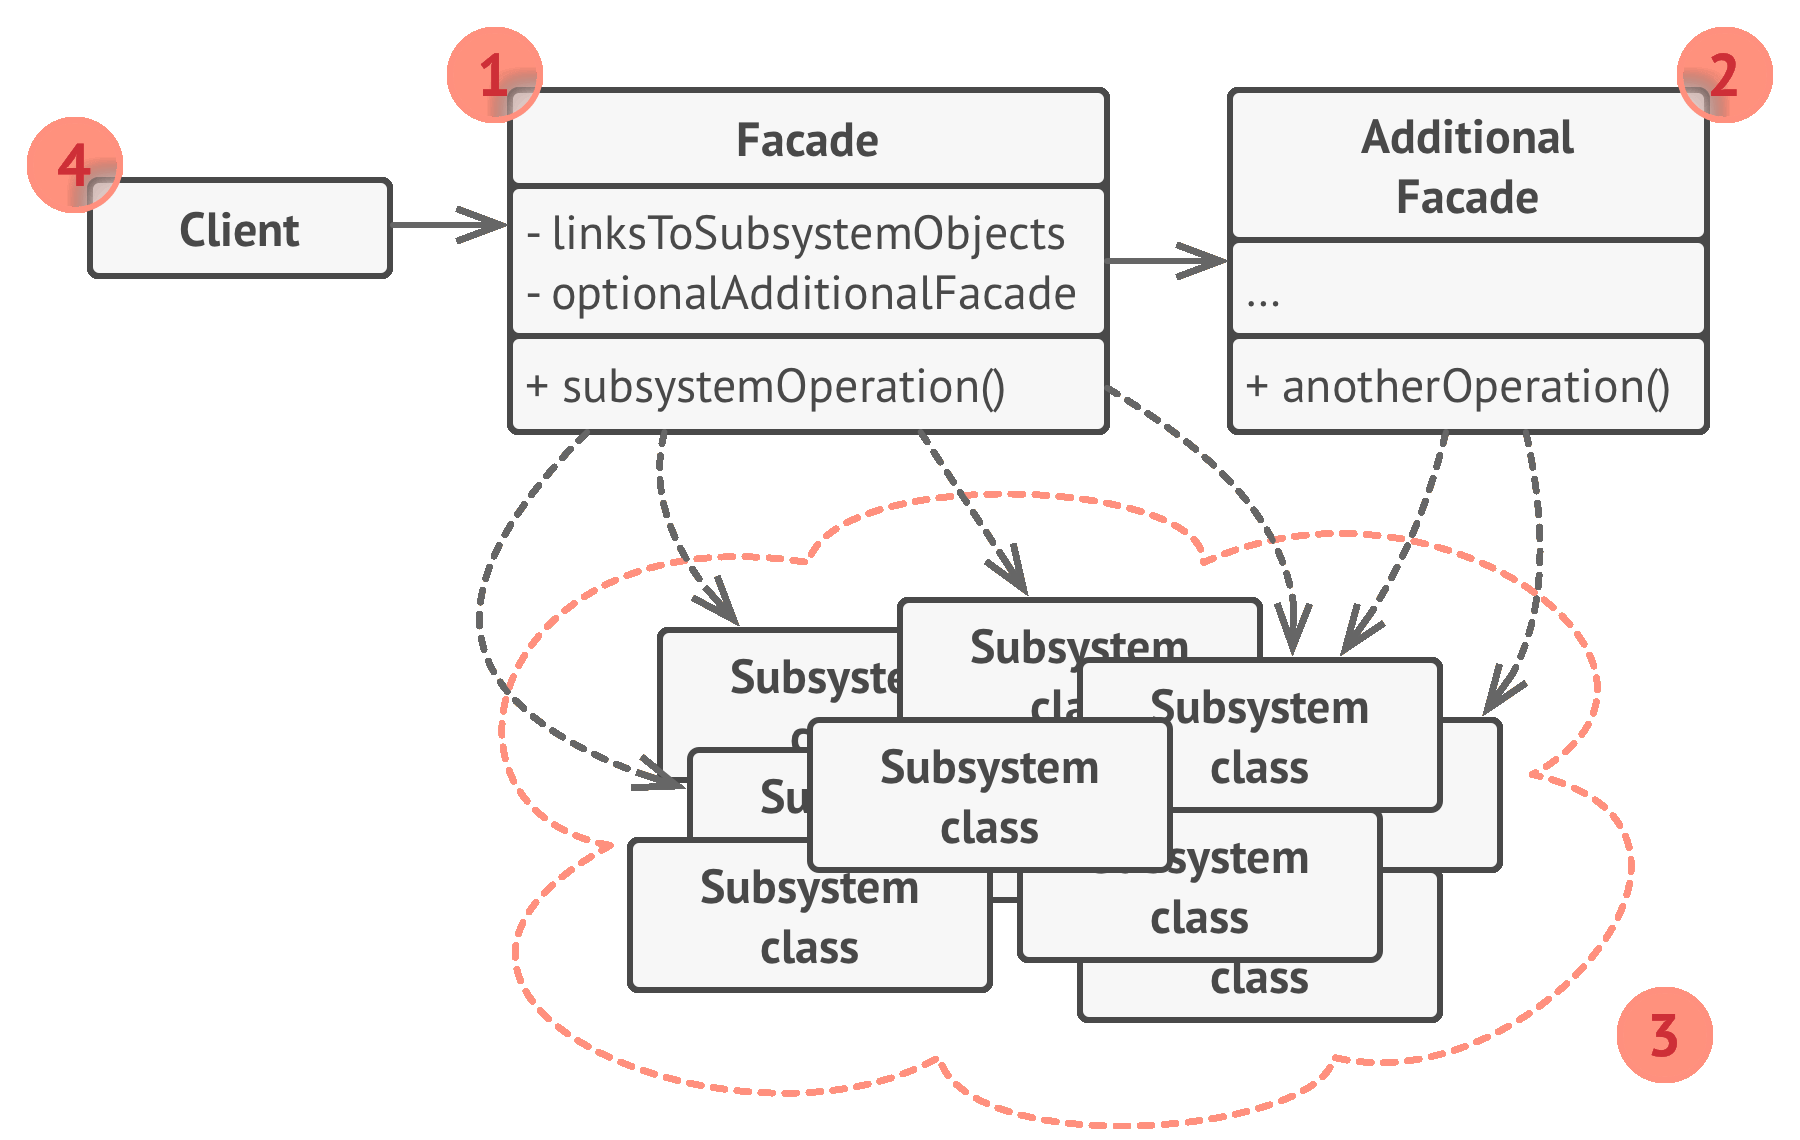 1
2
4
Facade
Additional
Facade
Client
- linksToSubsystemObjects
- optionalAdditionalFacade
...
+ subsystemOperation()
+ anotherOperation()
Subsystem
class
Subsystem
class
Subsystem
class
class
Subsystem
class
class
3